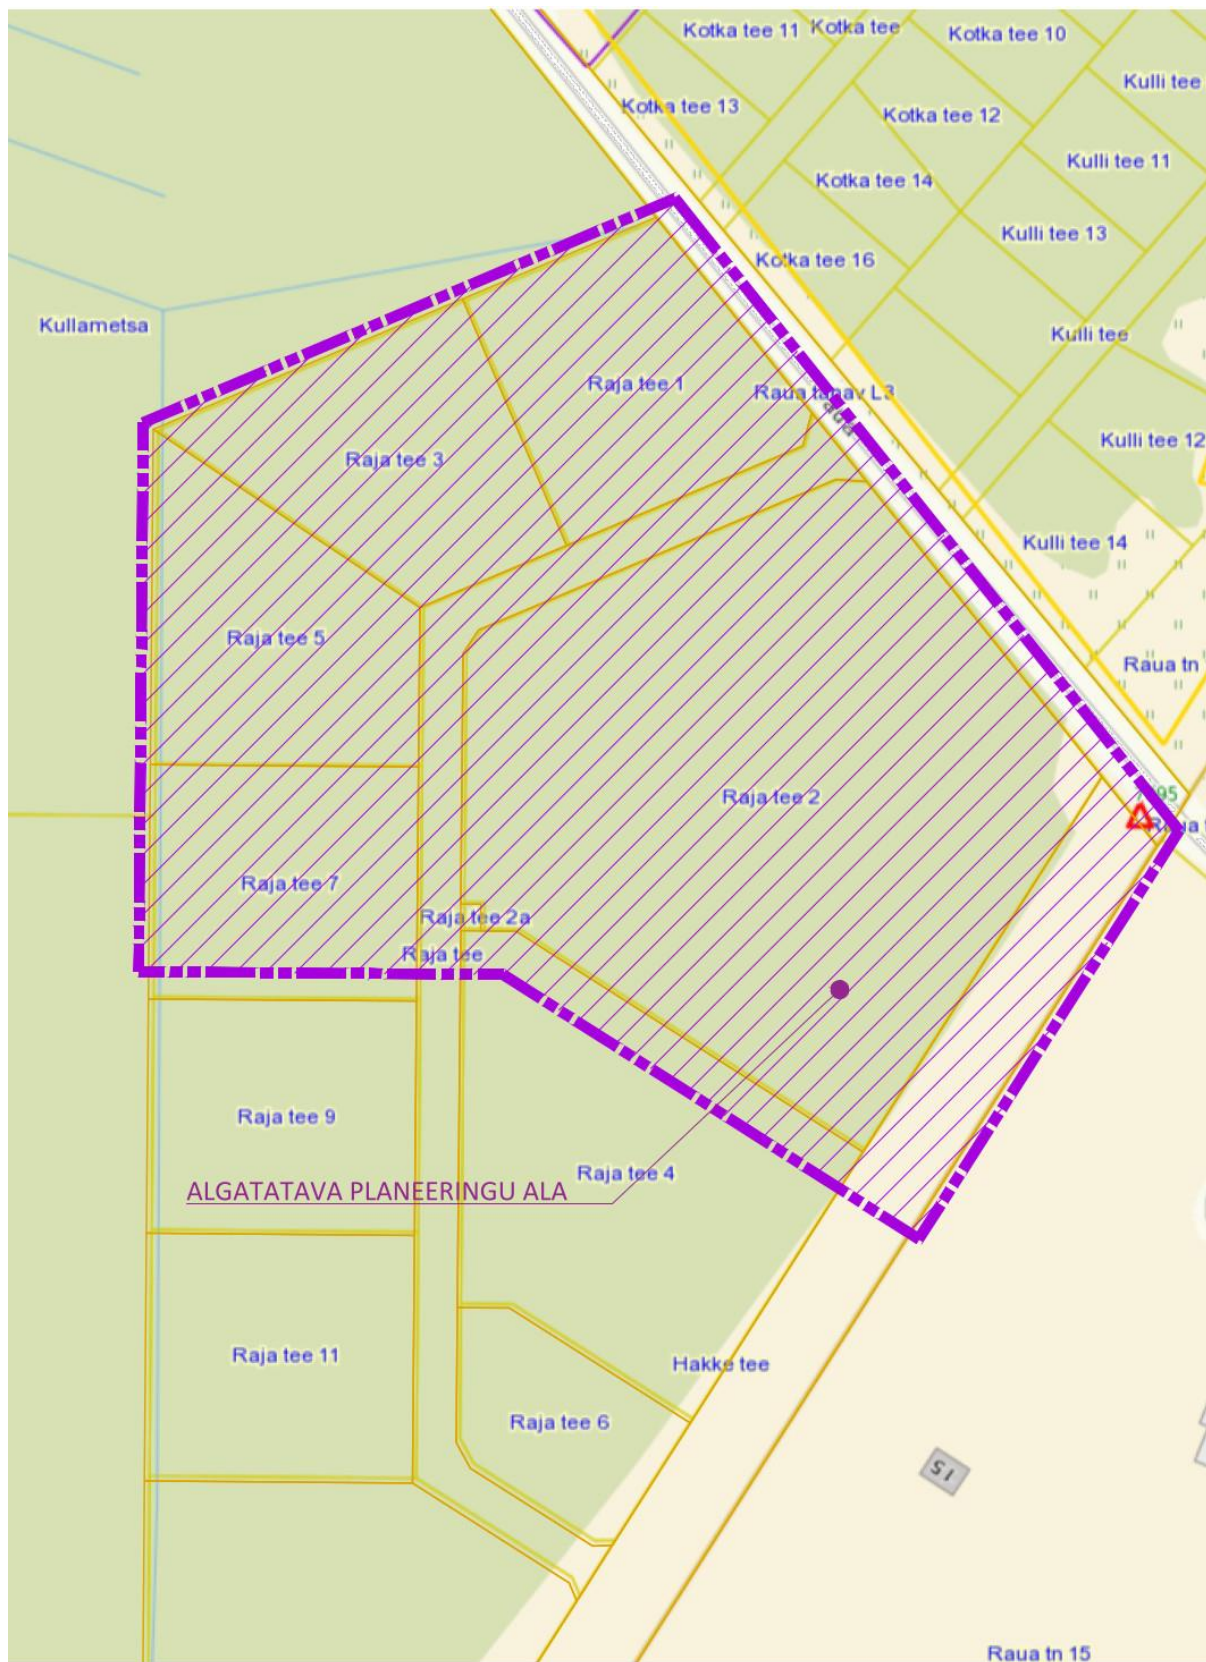 Kotka tee 11
Kotka tee
Kotka tee 10
Kulli tee
Kotka tee 13
Kotka tee 12
Kulli tee 11
Kotka tee 14
Kulli tee 13
Kotka tee 16
Kullametsa
Kulli tee
Raja tee 1
Raua tänav L3
Kulli tee 12
Raja tee 3
Kulli tee 14
Raja tee 5
Raua tn
Raja tee 2
95
Raja tee 7
Raja tee 2a
Raja tee
Raja tee 9
Raja tee 4
ALGATATAVA PLANEERINGU ALA
Raja tee 11
Hakke tee
Raja tee 6
15
Raua tn 15